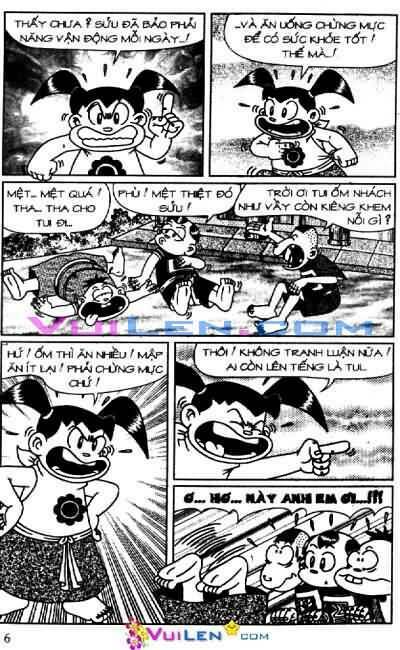 THẤY CHƯA? SỬU ĐÃ BẢO PHẢI
NĂNG VẬN ĐỘNG MỖI NGÀY...!
...VÀ ĂN UỐNG CHỪNG MỰC
ĐỂ CÓ SỨC KHỎE TỐT!
THẾ MÀ...!
MỆT... MỆT QUÁ!
THA... THA CHO
TUI ĐI...
PHÙ! MỆT THIỆT ĐÓ
SỬU!
TRỜI ƠI TUI ỐM NHÁCH
NHƯ VẦY CÒN KIÊNG KHEM
NỖI GÌ?
VUILEN.COM
HỨ! ỐM THÌ ĂN NHIỀU! MẬP
ĂN ÍT LẠI! PHẢI CHỪNG MỰC
CHỨ!
THÔI! KHÔNG TRANH LUẬN NỮA!
AI CÒN LÊN TIẾNG LÀ TUI...
Ơ... HƠ... NÀY ANH EM ƠI...!!!
6
VUILEN.COM